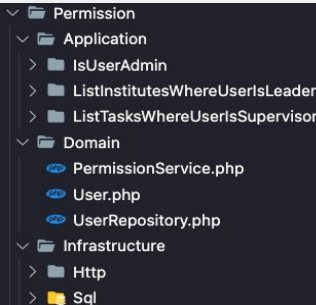 Permission
Application
IsUserAdmin
ListInstitutesWhereUserIsLeader
ListTasksWhereUserIsSupervisor
Domain
PermissionService.php
User.php
UserRepository.php
Infrastructure
Http
Sql